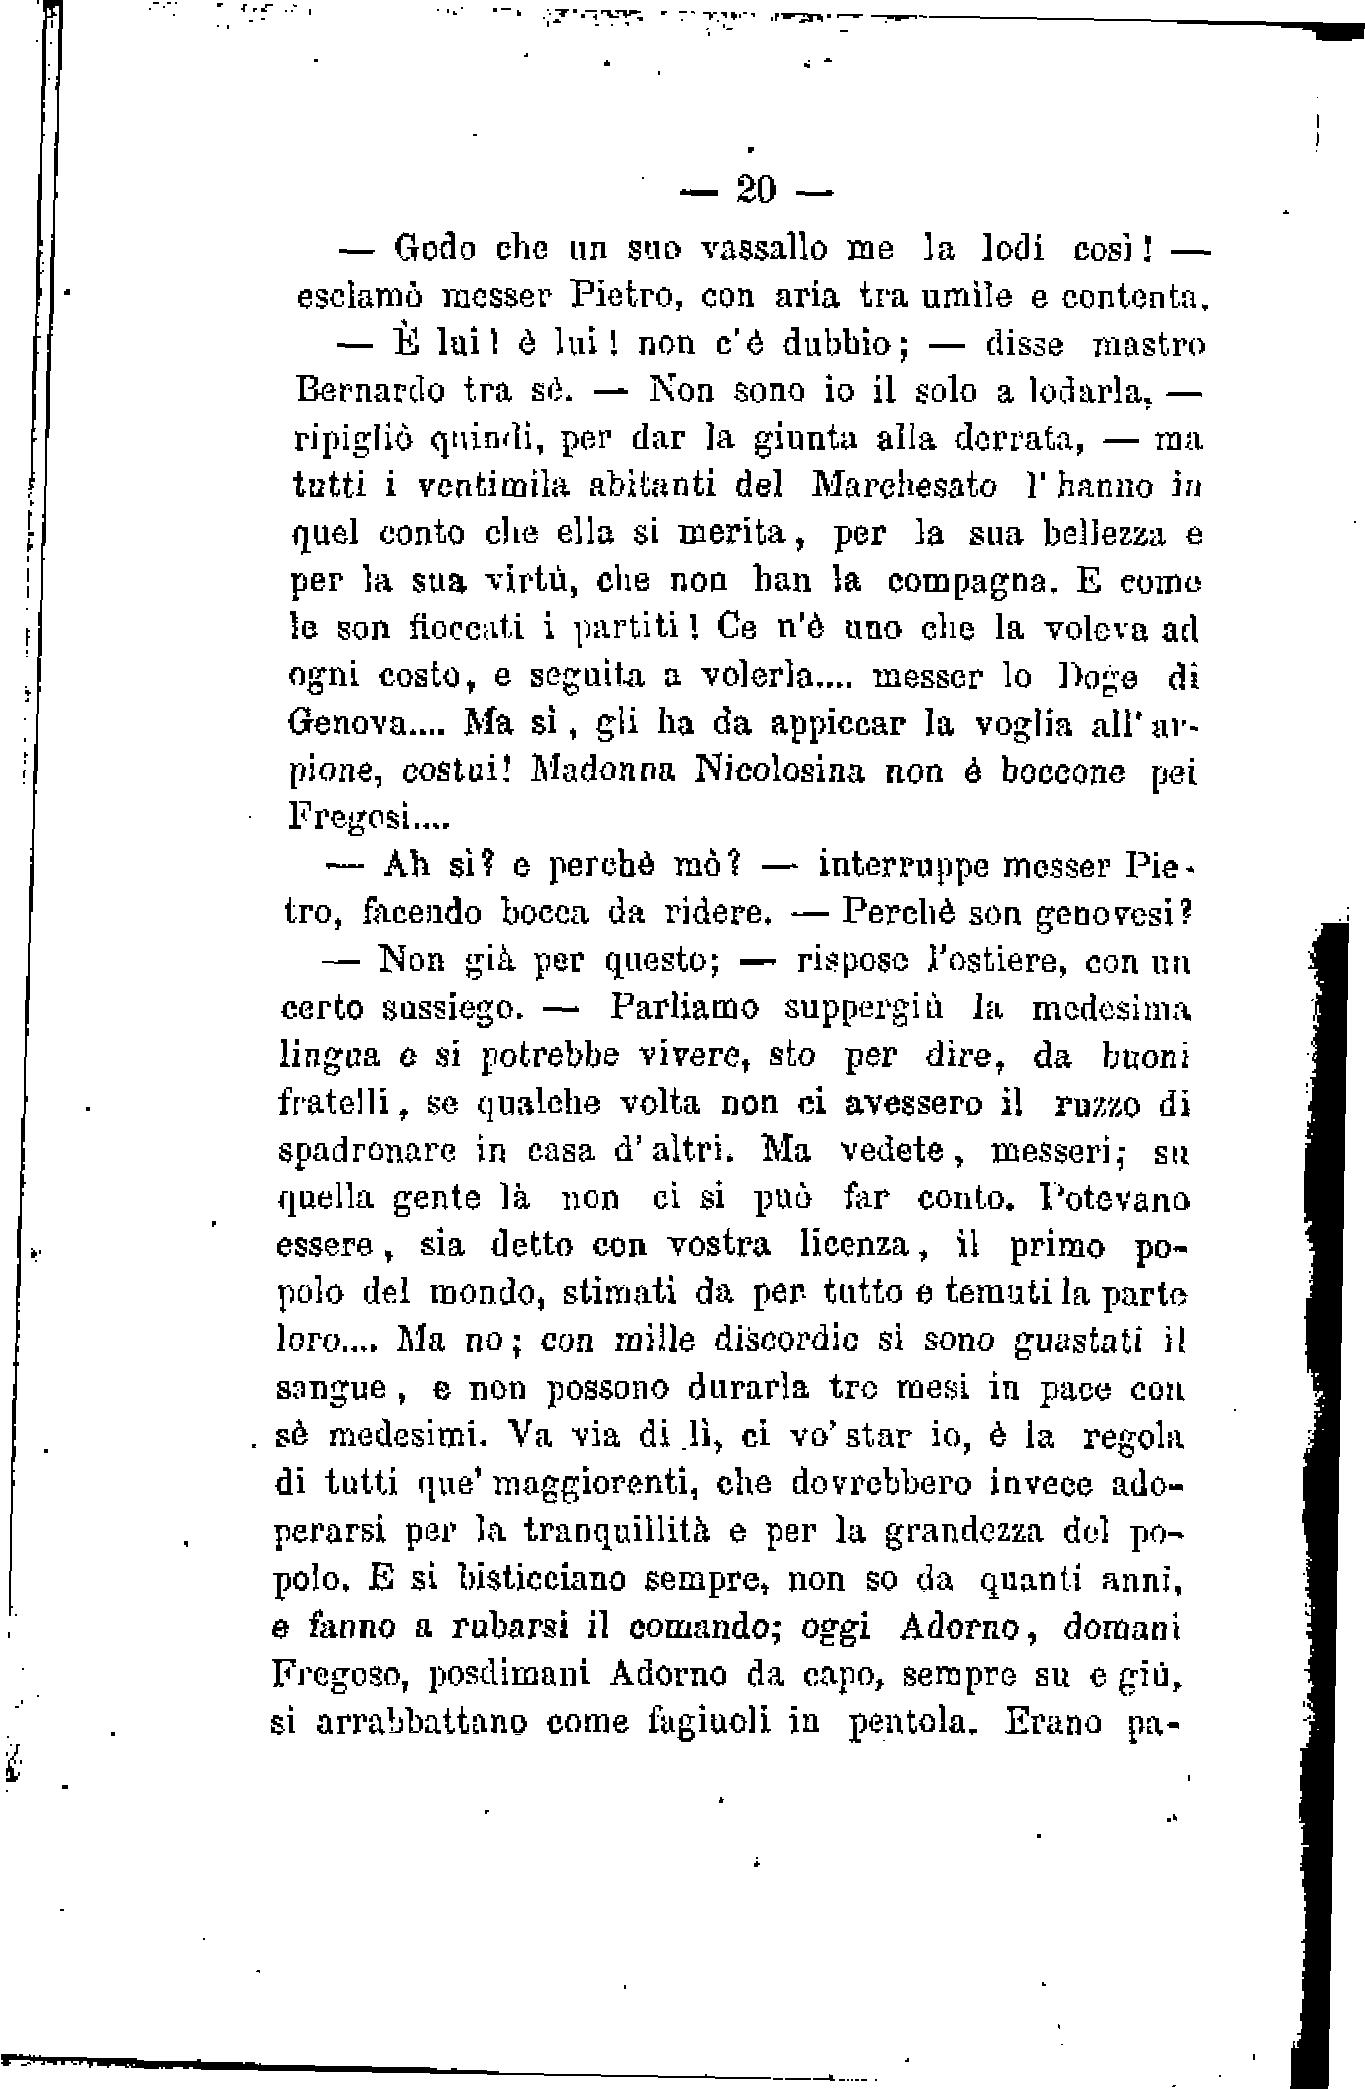 — 20 —
— Godo che un suo vassallo me la lodi così! —
esclamò messer Pietro, con aria tra umile e contenta.
— È lui! è lui! non c'è dubbio; — disse mastro
Bernardo tra sè. — Non sono io il solo a lodarla, —
ripigliò quindi, per dar la giunta alla derrata, — ma
tutti i ventimila abitanti del Marchesato l'hanno in
quel conto che ella si merita, per la sua bellezza e
per la sua virtù, che non han la compagna. E come
le son fioccati i partiti! Ce n'è uno che la voleva ad
ogni costo, e seguita a volerla.... messer lo Doge di
Genova.... Ma sì, gli ha da appiccar la voglia all'ar-
pione, costui! Madonna Nicolosina non è boccone pei
Fregosi....
— Ah sì? e perchè mò? — interruppe messer Pie-
tro, facendo bocca da ridere. — Perchè son genovesi?
— Non già per questo; — rispose l'ostiere, con un
certo sussiego. — Parliamo suppergiù la medesima
lingua e si potrebbe vivere, sto per dire, da buoni
fratelli, se qualche volta non ci avessero il ruzzo di
spadronare in casa d'altri. Ma vedete, messeri; su
quella gente là non ci si può far conto. Potevano
essere, sia detto con vostra licenza, il primo po-
polo del mondo, stimati da per tutto e temuti la parte
loro.... Ma no; con mille discordie si sono guastati il
sangue, e non possono durarla tre mesi in pace con
sè medesimi. Va via di lì, ci vo' star io, è la regola
di tutti que' maggiorenti, che dovrebbero invece ado-
perarsi per la tranquillità e per la grandezza del po-
polo. E si bisticciano sempre, non so da quanti anni,
e fanno a rubarsi il comando; oggi Adorno, domani
Fregoso, posdimani Adorno da capo, sempre su e giù,
si arrabbattano come fagiuoli in pentola. Erano pa-